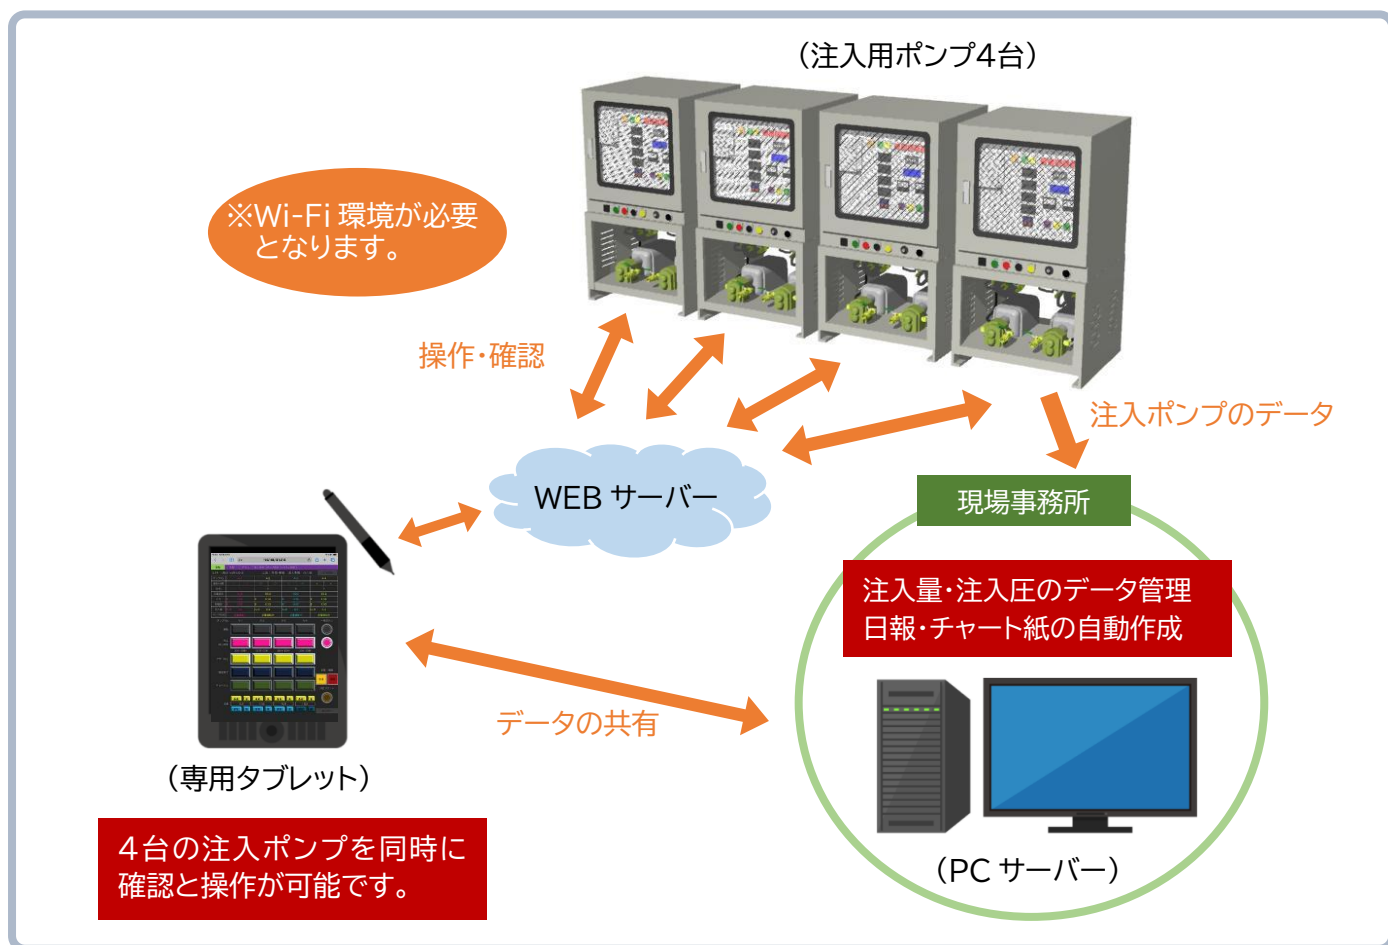 （注入用ポンプ4台）
※Wi-Fi 環境が必要
となります。
操作・確認
注入ポンプのデータ
WEB サーバー
現場事務所
注入量・注入圧のデータ管理
日報・チャート紙の自動作成
データの共有
（専用タブレット）
4台の注入ポンプを同時に
確認と操作が可能です。
（PC サーバー）